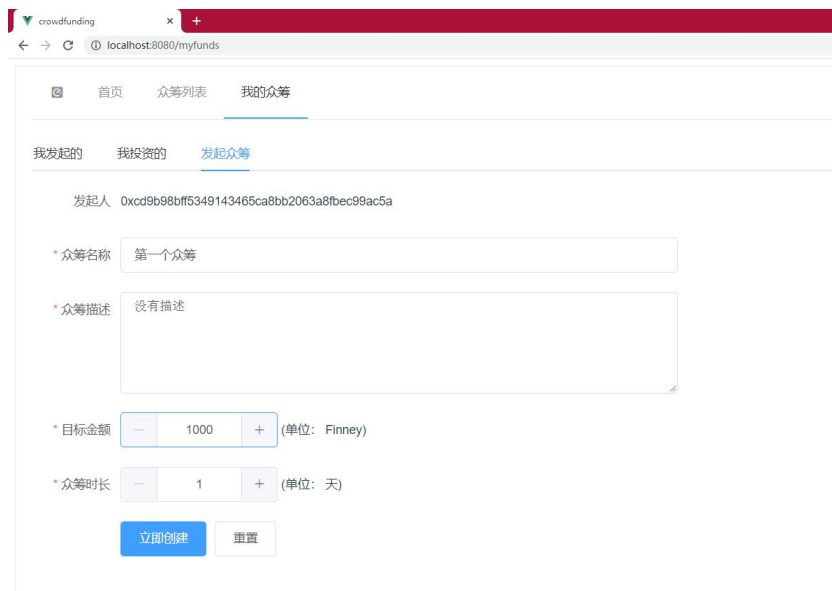 crowdfunding
localhost:8080/myfunds
首页 众筹列表 我的众筹
我发起的 我投资的 发起众筹
发起人 0xcd9b98bff5349143465ca8bb2063a8fbec99ac5a
* 众筹名称 第一个众筹
* 众筹描述 没有描述
* 目标金额 — 1000 + (单位： Finney)
* 众筹时长 — 1 + (单位： 天)
立即创建 重置